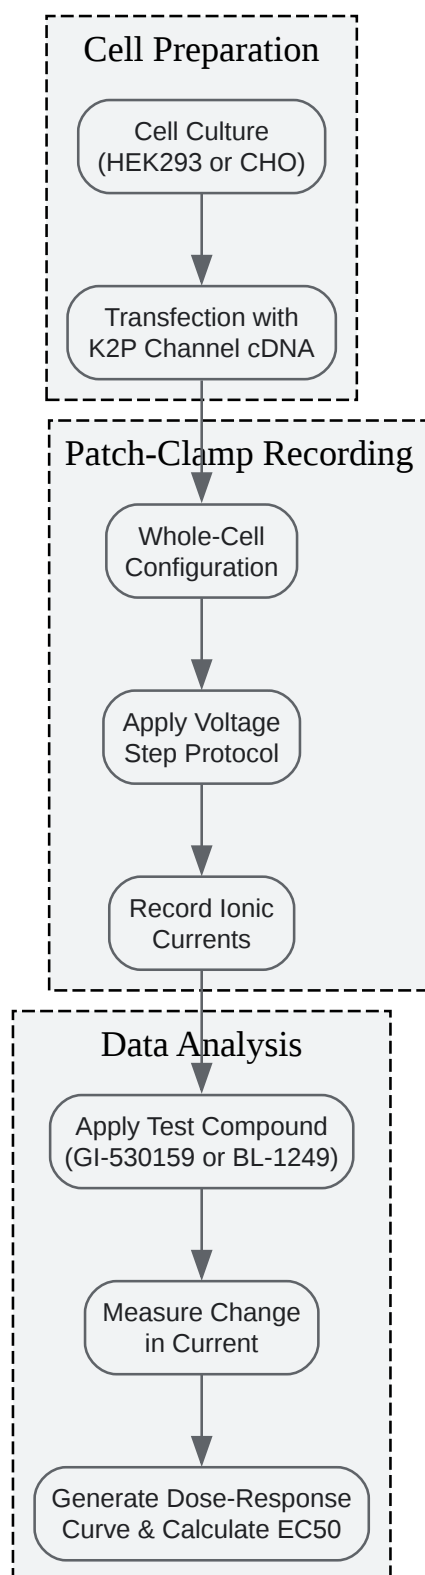 Cell Preparation
Cell Culture
(HEK293 or CHO)
Transfection with
K2P Channel cDNA
Patch-Clamp Recording
Whole-Cell
Configuration
Apply Voltage
Step Protocol
Record Ionic
Currents
Data Analysis
Apply Test Compound
(GI-530159 or BL-1249)
Measure Change
in Current
Generate Dose-Response
Curve & Calculate EC50